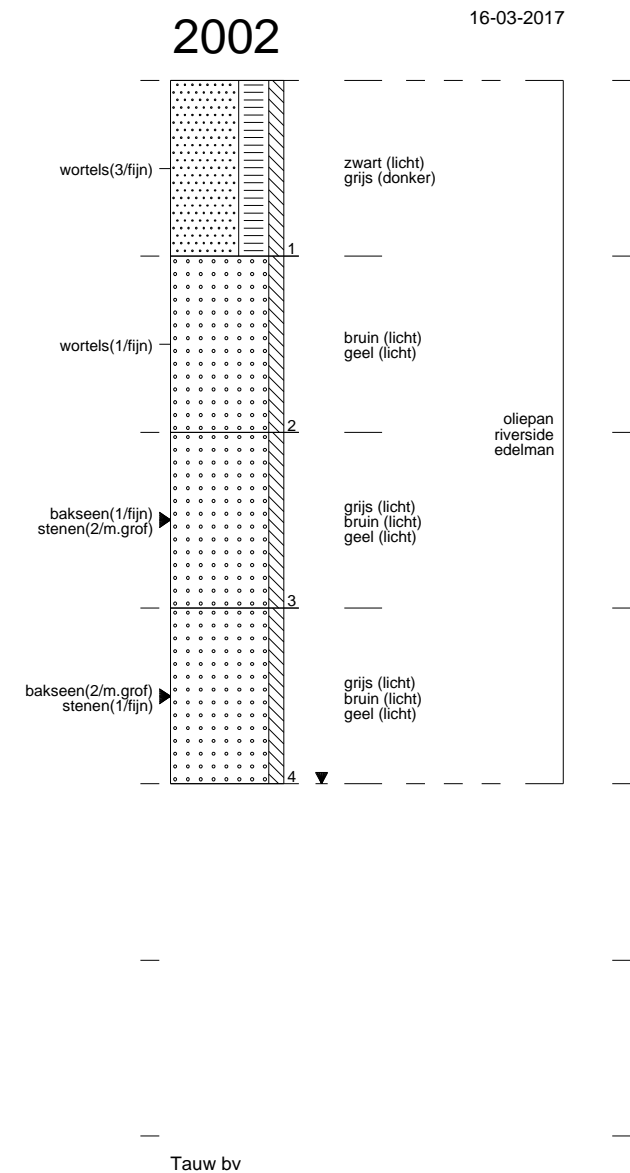 2002
16-03-2017
wortels(3/fijn)
zwart (licht)
grijs (donker)
1
wortels(1/fijn)
bruin (licht)
geel (licht)
oliepan
riverside
edelman
2
bakseen(1/fijn)
stenen(2/m.grof)
grijs (licht)
bruin (licht)
geel (licht)
3
bakseen(2/m.grof)
stenen(1/fijn)
grijs (licht)
bruin (licht)
geel (licht)
4
Tauw bv